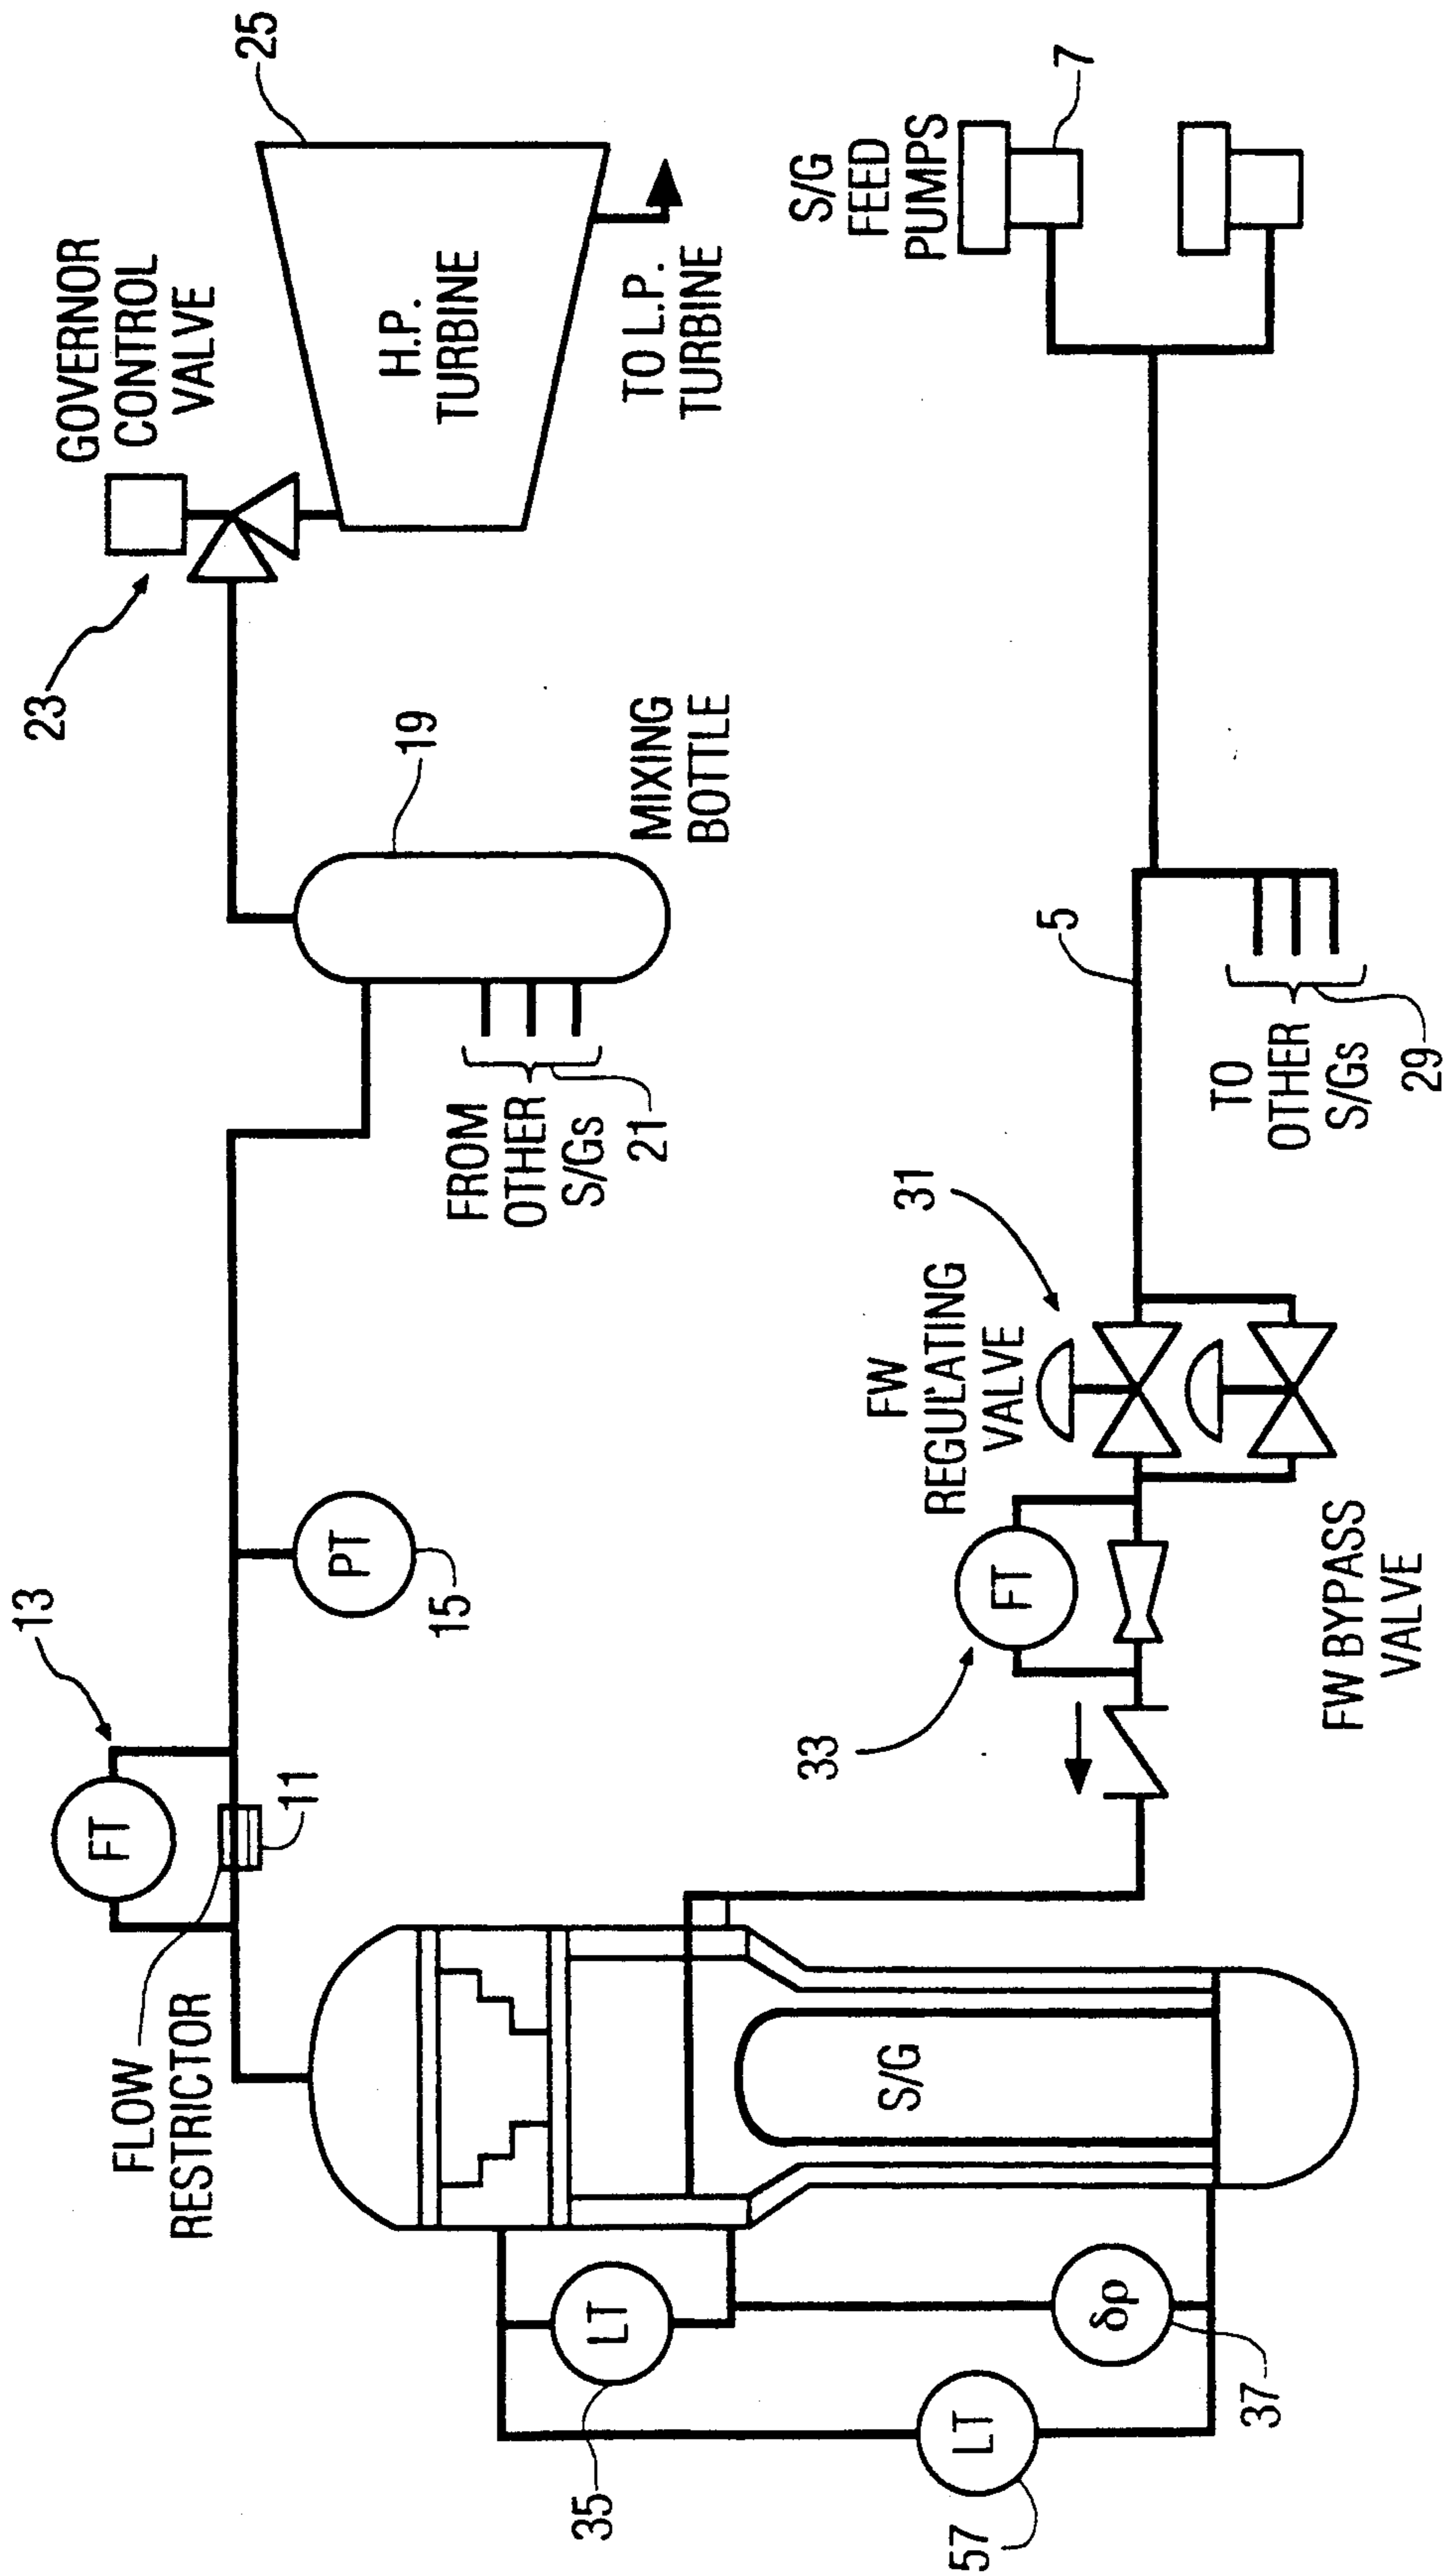 13
FT
FLOW
RESTRICTOR
11
PT
15
23
GOVERNOR
CONTROL
VALVE
25
H.P.
TURBINE
TO L.P.
TURBINE
19
MIXING
BOTTLE
FROM
OTHER
S/Gs
21
S/G
FEED
PUMPS
7
5
TO
OTHER
S/Gs
29
31
FW
REGULATING
VALVE
FT
33
FW BYPASS
VALVE
S/G
LT
35
δρ
37
LT
57